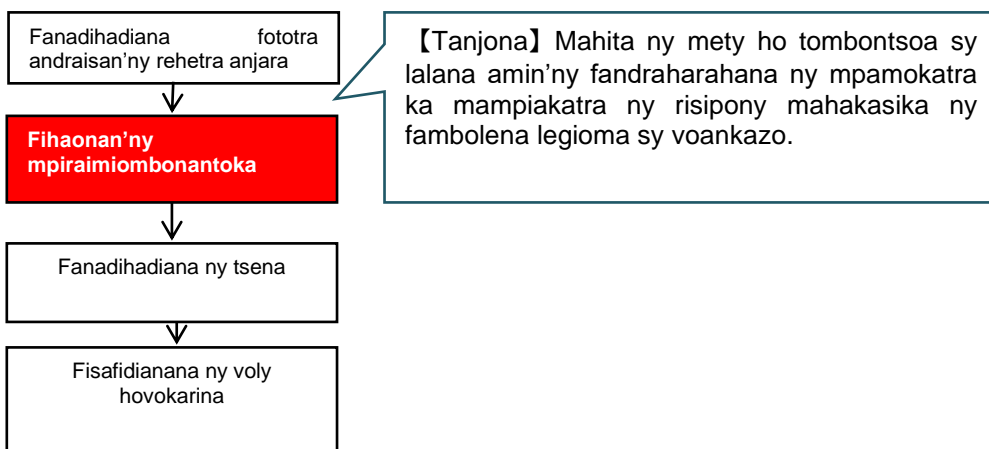 Fanadihadiana fototra
andraisan’ny rehetra anjara
【Tanjona】Mahita ny mety ho tombontsoa sy
lalana amin’ny fandraharahana ny mpamokatra
ka mampiakatra ny risipony mahakasika ny
fambolena legioma sy voankazo.
Fihaonan’ny
mpiraimiombonantoka
Fanadihadiana ny tsena
Fisafidianana ny voly
hovokarina